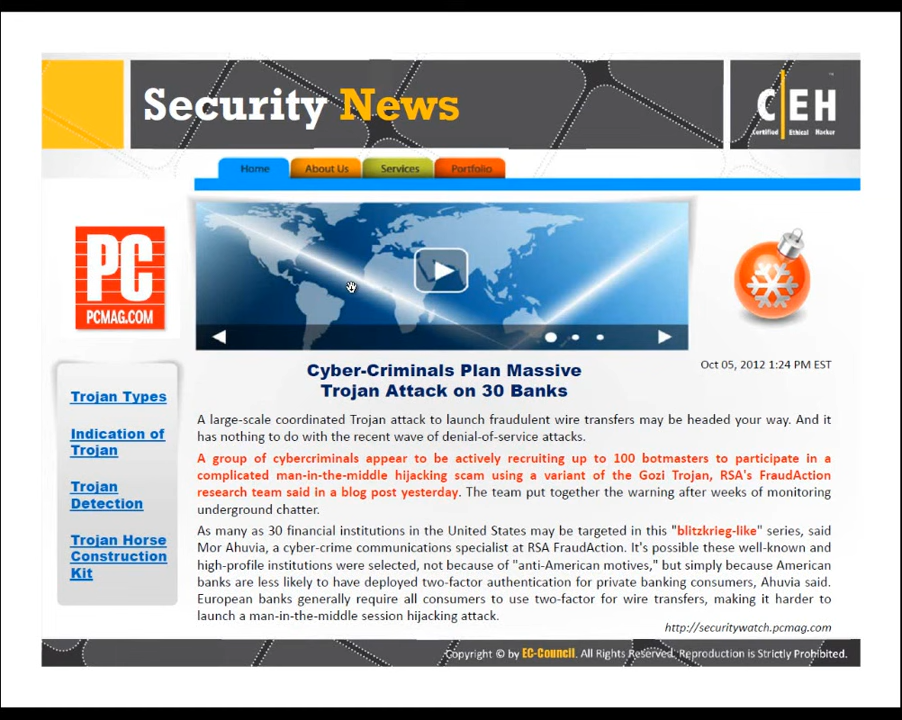 Security News
C|EH
Certified Ethical Hacker
Home
About Us
Services
Portfolio
PC
PCMAG.COM
Cyber-Criminals Plan Massive
Trojan Attack on 30 Banks
Oct 05, 2012 1:24 PM EST
Trojan Types
Indication of
Trojan
Trojan
Detection
Trojan Horse
Construction
Kit
A large-scale coordinated Trojan attack to launch fraudulent wire transfers may be headed your way. And it
has nothing to do with the recent wave of denial-of-service attacks.
A group of cybercriminals appear to be actively recruiting up to 100 botmasters to participate in a
complicated man-in-the-middle hijacking scam using a variant of the Gozi Trojan, RSA's FraudAction
research team said in a blog post yesterday. The team put together the warning after weeks of monitoring
underground chatter.
As many as 30 financial institutions in the United States may be targeted in this "blitzkrieg-like" series, said
Mor Ahuvia, a cyber-crime communications specialist at RSA FraudAction. It's possible these well-known and
high-profile institutions were selected, not because of "anti-American motives," but simply because American
banks are less likely to have deployed two-factor authentication for private banking consumers, Ahuvia said.
European banks generally require all consumers to use two-factor for wire transfers, making it harder to
launch a man-in-the-middle session hijacking attack.
http://securitywatch.pcmag.com
Copyright © by EC-Council. All Rights Reserved. Reproduction is Strictly Prohibited.